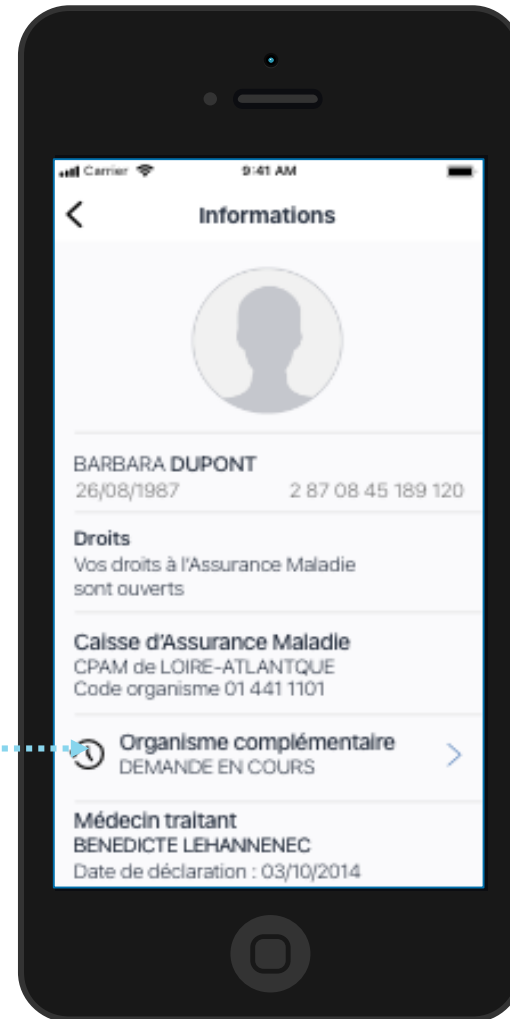 Carrier 9:41 AM
Informations
BARBARA DUPONT
26/08/1987 2 87 08 45 189 120
Droits
Vos droits à l'Assurance Maladie
sont ouverts
Caisse d'Assurance Maladie
CPAM de LOIRE-ATLANTQUE
Code organisme 01 441 1101
Organisme complémentaire
DEMANDE EN COURS
Médecin traitant
BENEDICTE LEHANNENEC
Date de déclaration : 03/10/2014